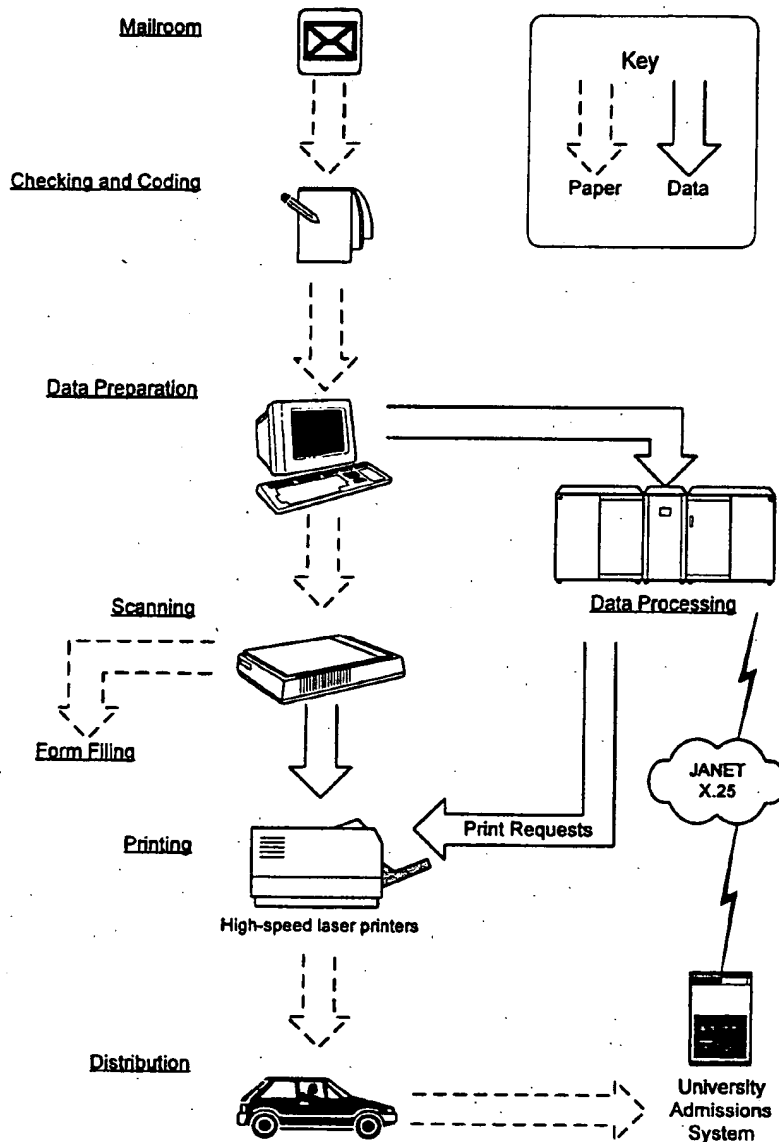 Mailroom
Key
Paper
Data
Checking and Coding
Data Preparation
Data Processing
Scanning
Form Filing
JANET
X.25
Print Requests
Printing
High-speed laser printers
Distribution
University
Admissions
System